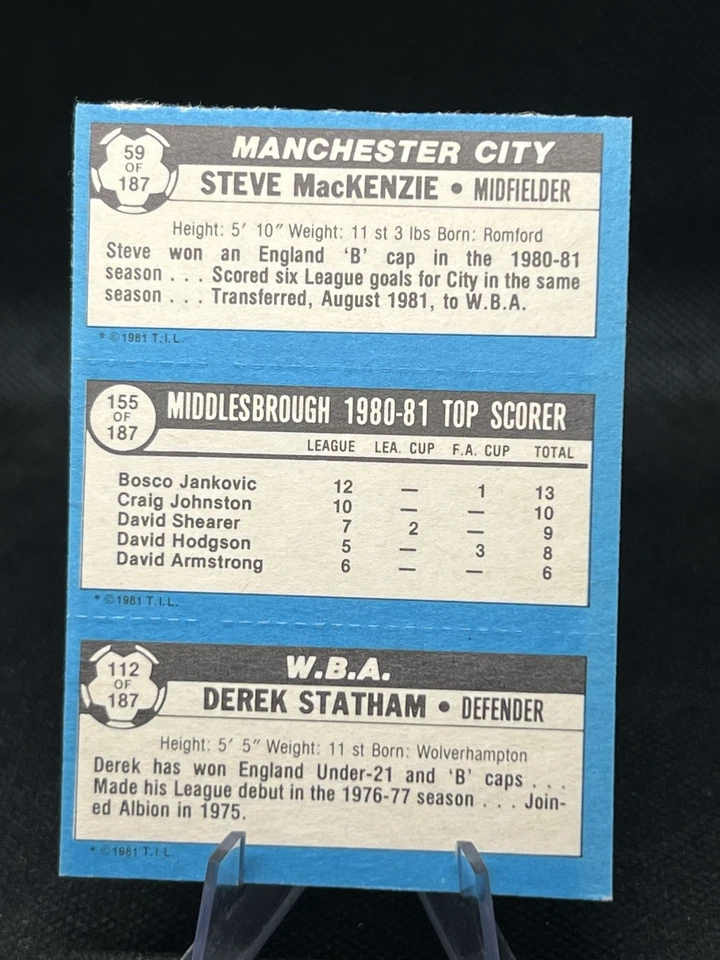 59
OF
187
MANCHESTER CITY
STEVE MacKENZIE • MIDFIELDER
Height: 5′ 10″ Weight: 11 st 3 lbs Born: Romford
Steve won an England ‘B’ cap in the 1980-81
season . . . Scored six League goals for City in the same
season . . . Transferred, August 1981, to W.B.A.
* © 1981 T.I.L.
155
OF
187
MIDDLESBROUGH 1980-81 TOP SCORER
LEAGUE LEA. CUP F.A. CUP TOTAL
Bosco Jankovic 12 — 1 13
Craig Johnston 10 — — 10
David Shearer 7 2 — 9
David Hodgson 5 — 3 8
David Armstrong 6 — — 6
* © 1981 T.I.L.
112
OF
187
W.B.A.
DEREK STATHAM • DEFENDER
Height: 5′ 5″ Weight: 11 st Born: Wolverhampton
Derek has won England Under-21 and ‘B’ caps . . .
Made his League debut in the 1976-77 season . . . Join-
ed Albion in 1975.
* © 1981 T.I.L.